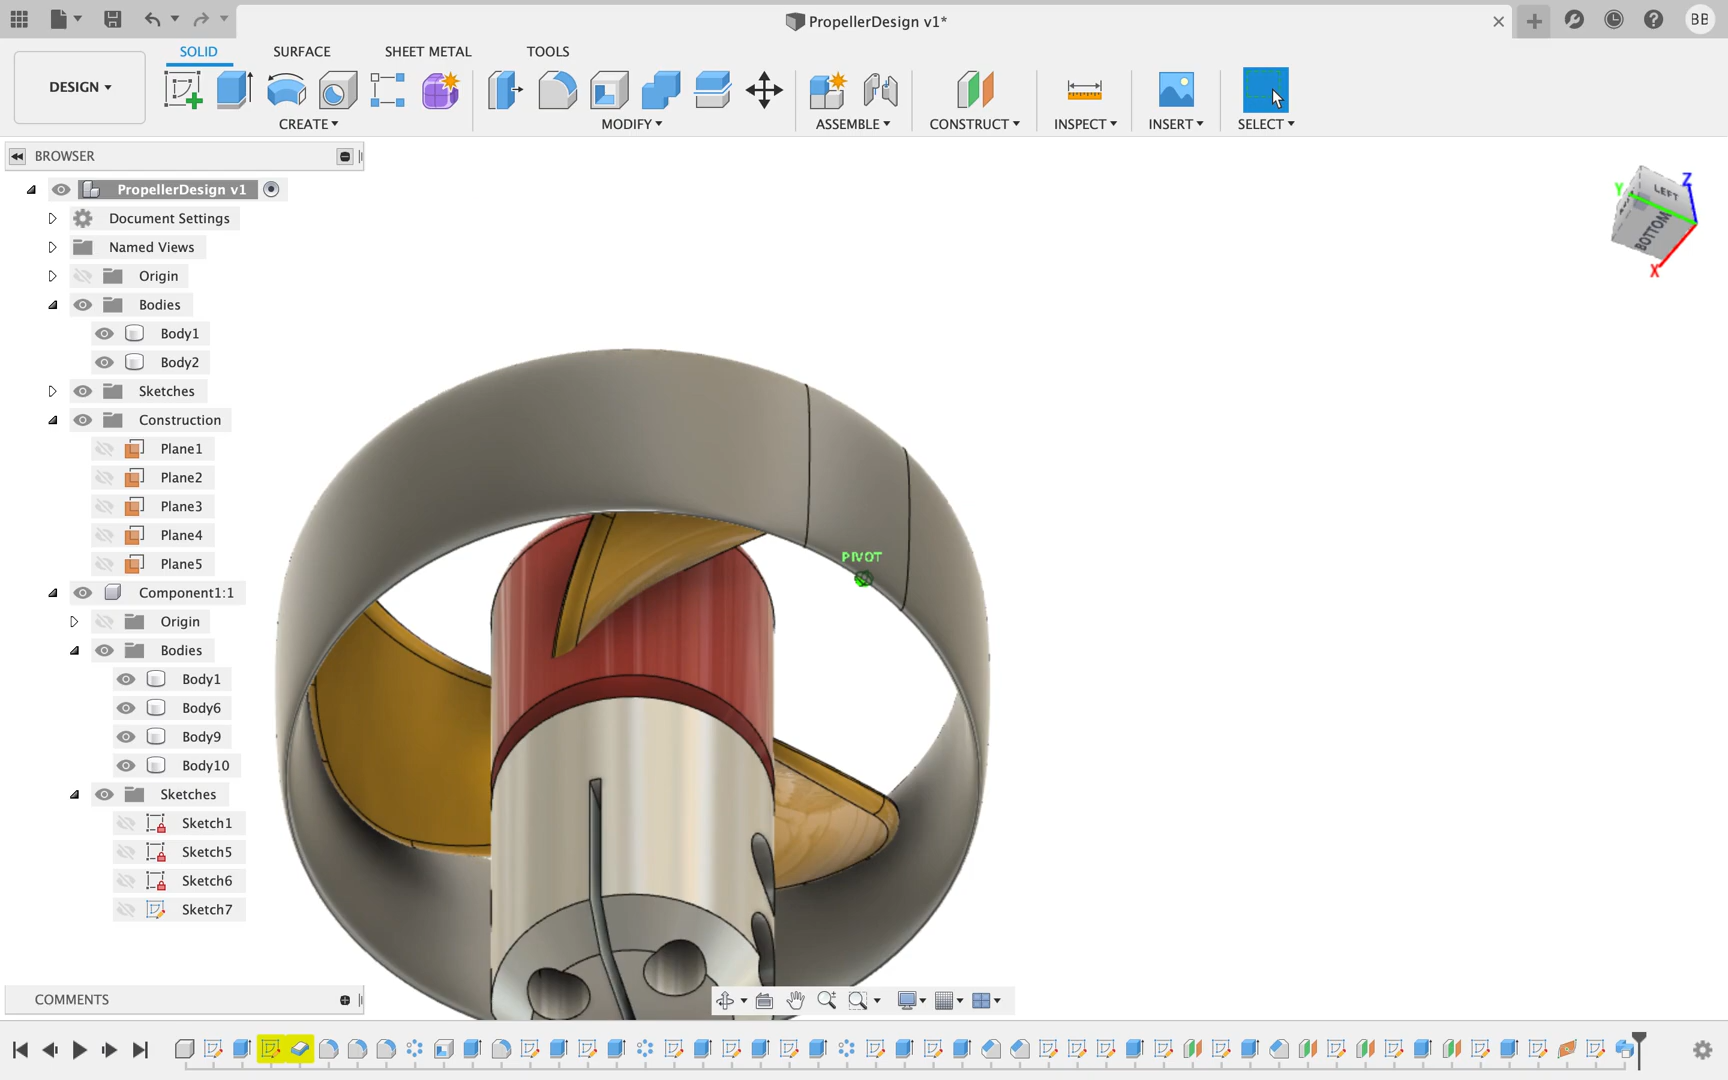 PropellerDesign v1*
BB
SOLID
SURFACE
SHEET METAL
TOOLS
DESIGN
CREATE
MODIFY
ASSEMBLE
CONSTRUCT
INSPECT
INSERT
SELECT
BROWSER
PropellerDesign v1
Document Settings
Named Views
Origin
Bodies
Body1
Body2
Sketches
Construction
Plane1
Plane2
Plane3
Plane4
Plane5
Component1:1
Origin
Bodies
Body1
Body6
Body9
Body10
Sketches
Sketch1
Sketch5
Sketch6
Sketch7
COMMENTS
PIVOT
Z
Y
LEFT
BOTTOM
X